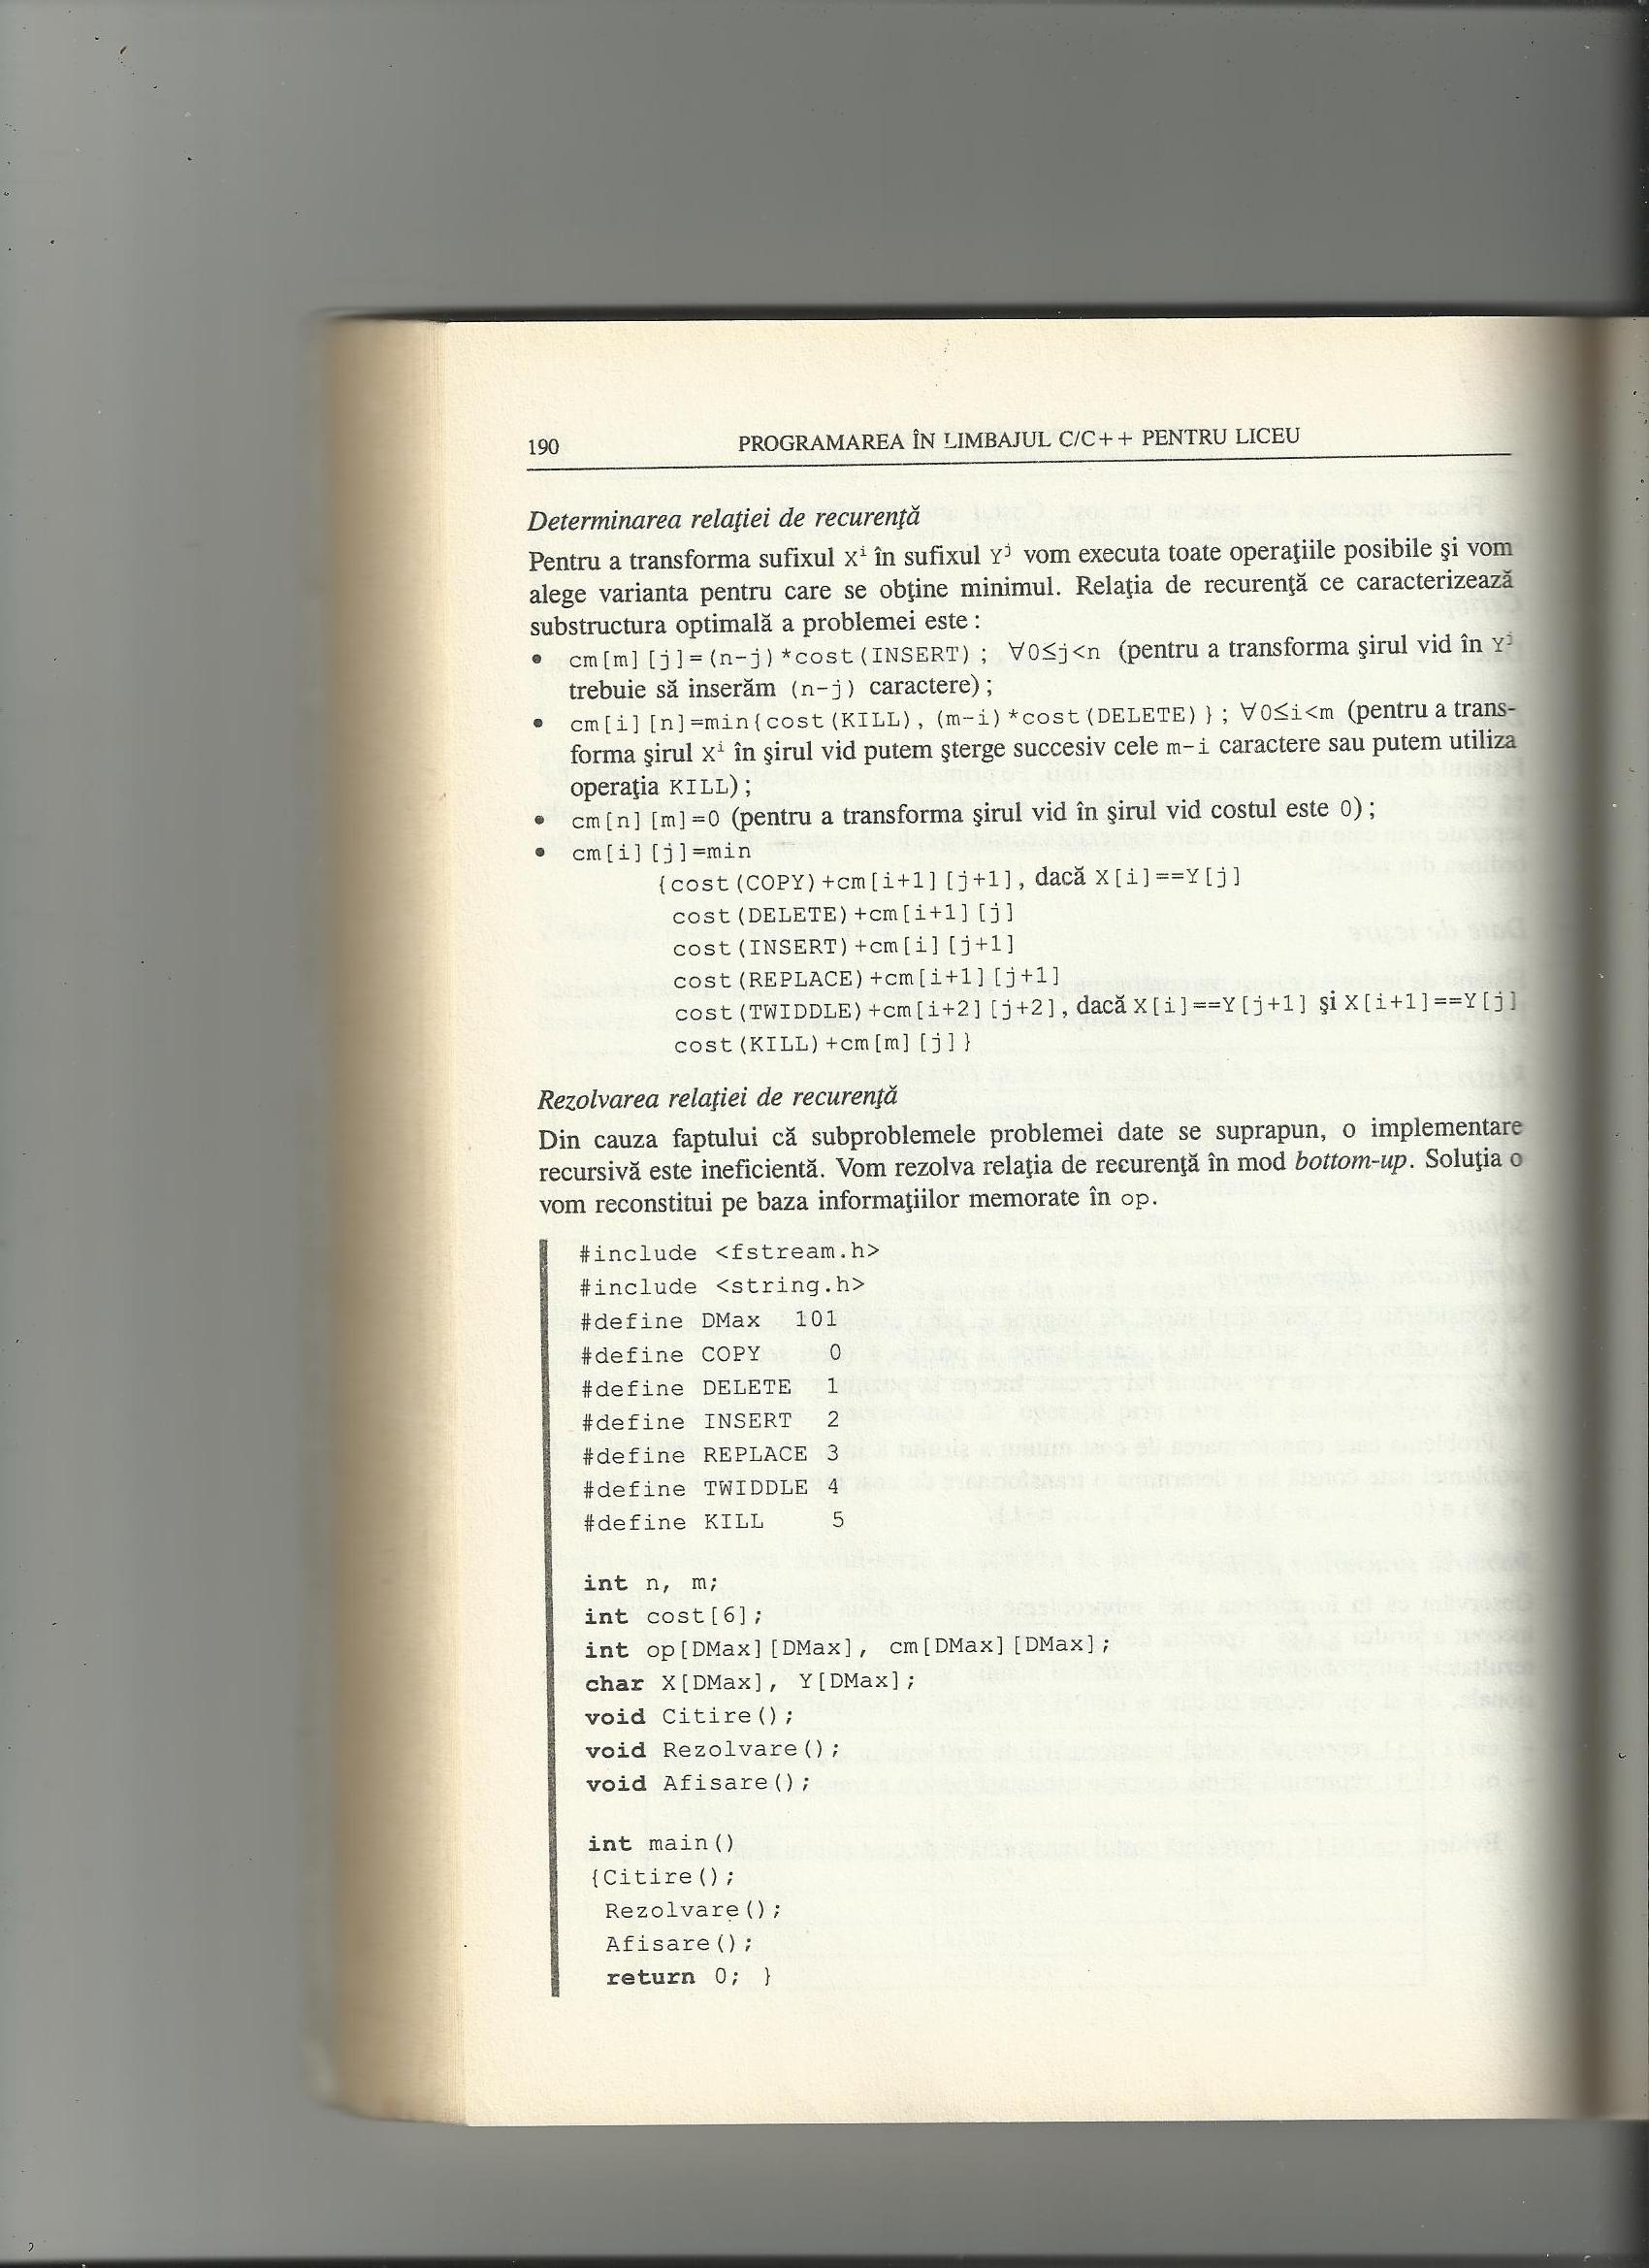 190 PROGRAMAREA ÎN LIMBAJUL C/C++ PENTRU LICEU
Determinarea relaţiei de recurenţă
Pentru a transforma sufixul Xⁱ în sufixul Yʲ vom executa toate operaţiile posibile şi vom
alege varianta pentru care se obţine minimul. Relaţia de recurenţă ce caracterizează
substructura optimală a problemei este :
• cm[m][j]=(n-j)*cost(INSERT) ; ∀0≤j<n (pentru a transforma şirul vid în Yʲ
trebuie să inserăm (n-j) caractere) ;
• cm[i][n]=min{cost(KILL), (m-i)*cost(DELETE)} ; ∀0≤i<m (pentru a trans-
forma şirul Xⁱ în şirul vid putem şterge succesiv cele m-i caractere sau putem utiliza
operaţia KILL) ;
• cm[n][m]=0 (pentru a transforma şirul vid în şirul vid costul este 0) ;
• cm[i][j]=min
{cost(COPY)+cm[i+1][j+1], dacă X[i]==Y[j]
cost(DELETE)+cm[i+1][j]
cost(INSERT)+cm[i][j+1]
cost(REPLACE)+cm[i+1][j+1]
cost(TWIDDLE)+cm[i+2][j+2], dacă X[i]==Y[j+1] şi X[i+1]==Y[j]
cost(KILL)+cm[m][j]}
Rezolvarea relaţiei de recurenţă
Din cauza faptului că subproblemele problemei date se suprapun, o implementare
recursivă este ineficientă. Vom rezolva relaţia de recurenţă în mod bottom-up. Soluţia o
vom reconstitui pe baza informaţiilor memorate în op.
#include <fstream.h>
#include <string.h>
#define DMax 101
#define COPY 0
#define DELETE 1
#define INSERT 2
#define REPLACE 3
#define TWIDDLE 4
#define KILL 5
int n, m;
int cost[6];
int op[DMax][DMax], cm[DMax][DMax];
char X[DMax], Y[DMax];
void Citire();
void Rezolvare();
void Afisare();
int main()
{Citire();
Rezolvare();
Afisare();
return 0; }